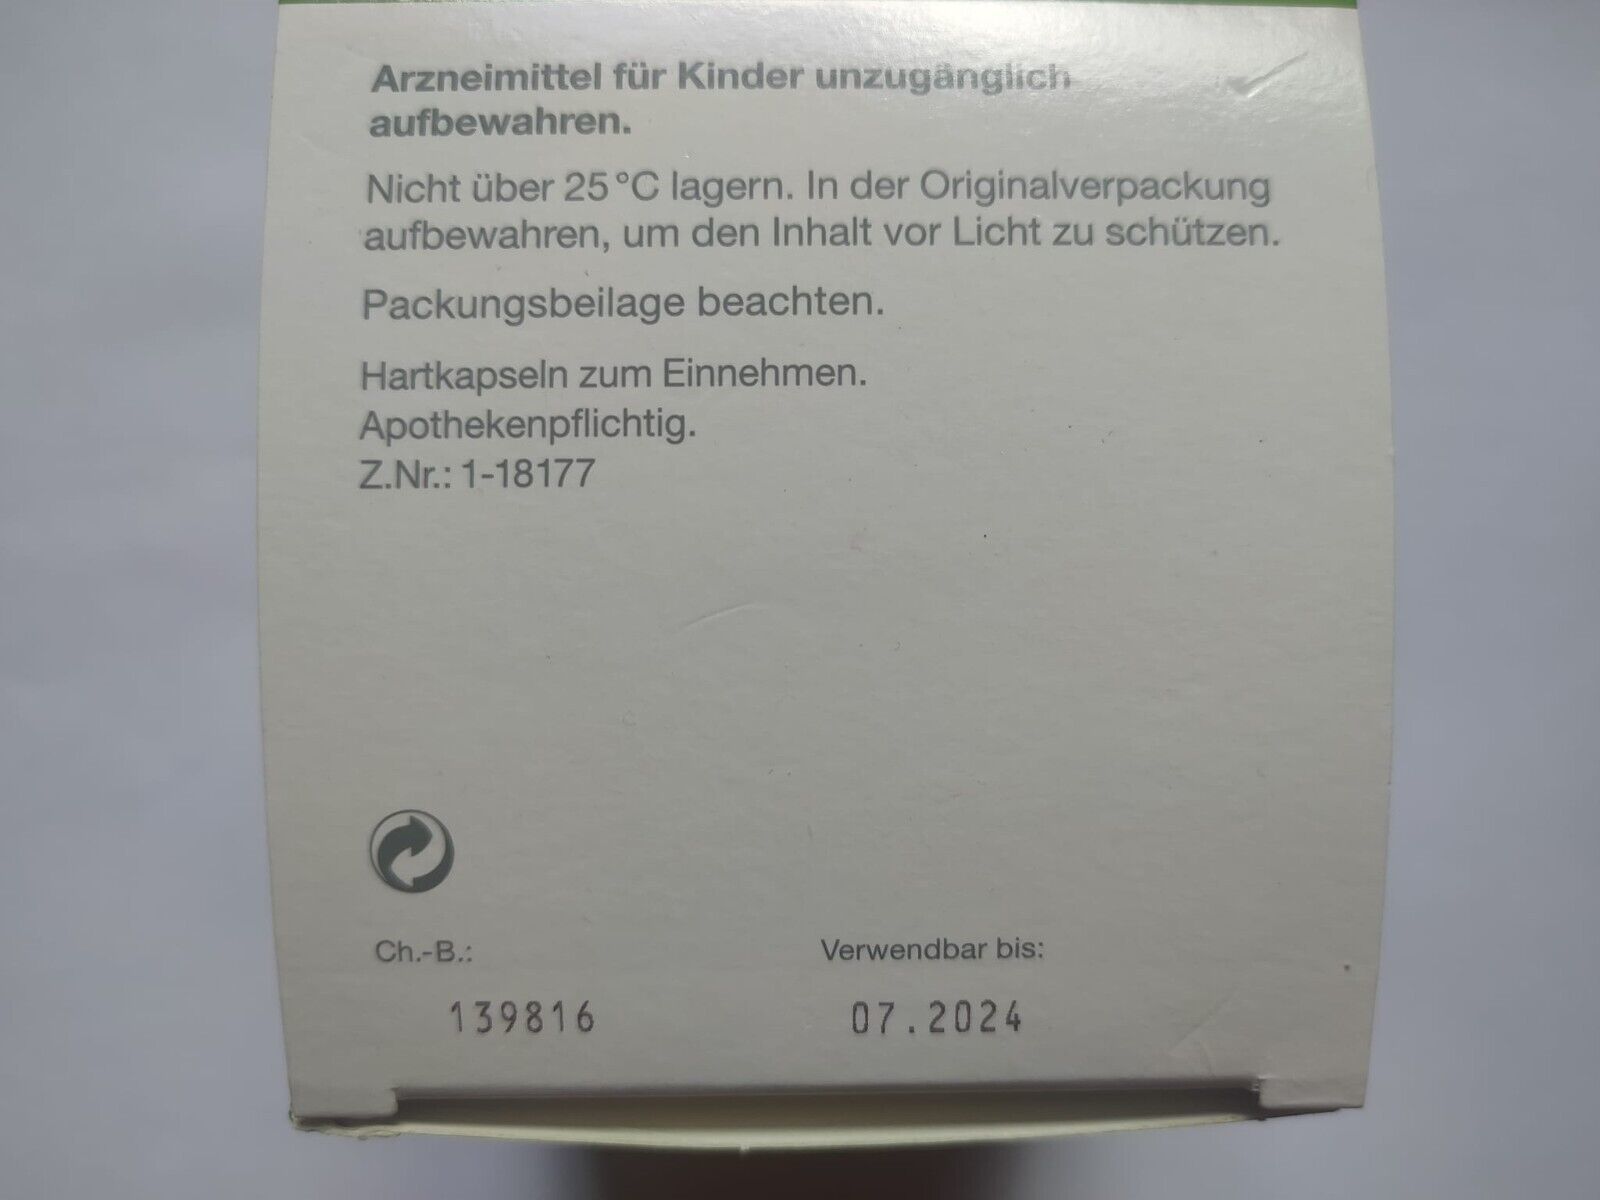 Arzneimittel für Kinder unzugänglich
aufbewahren.
Nicht über 25 °C lagern. In der Originalverpackung
aufbewahren, um den Inhalt vor Licht zu schützen.
Packungsbeilage beachten.
Hartkapseln zum Einnehmen.
Apothekenpflichtig.
Z.Nr.: 1-18177
Ch.-B.: Verwendbar bis:
139816 07.2024